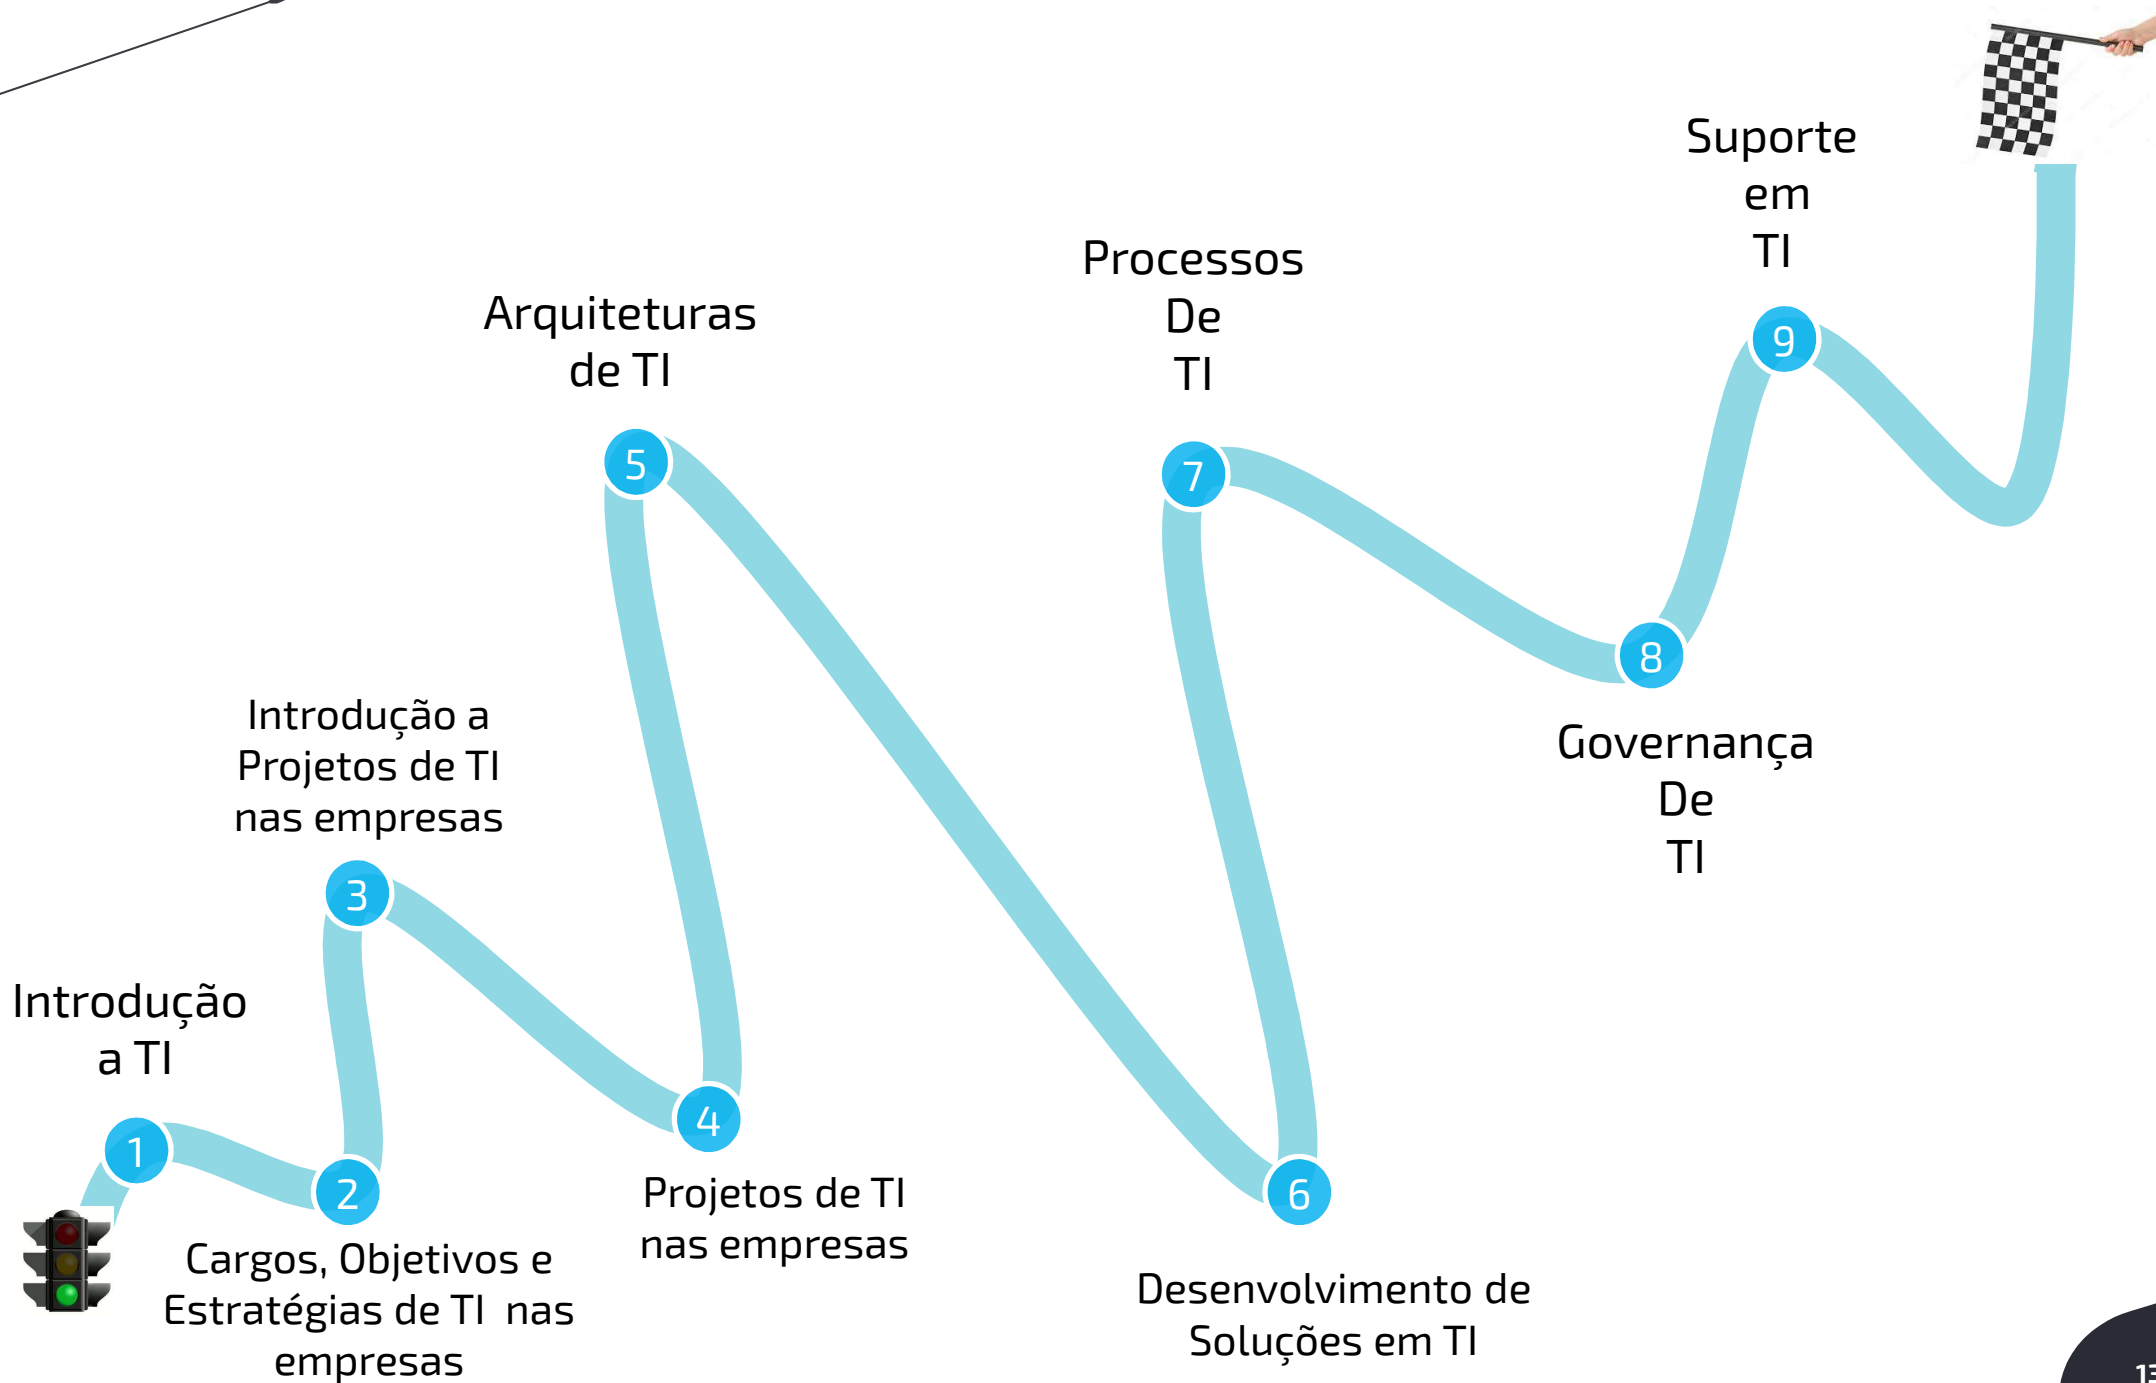 Introdução
a TI
1
2
Cargos, Objetivos e
Estratégias de TI  nas
empresas
Introdução a
Projetos de TI
nas empresas
3
4
Projetos de TI
nas empresas
Arquiteturas
de TI
5
6
Desenvolvimento de
Soluções em TI
Processos
De
TI
7
8
Governança
De
TI
Suporte
em
TI
9